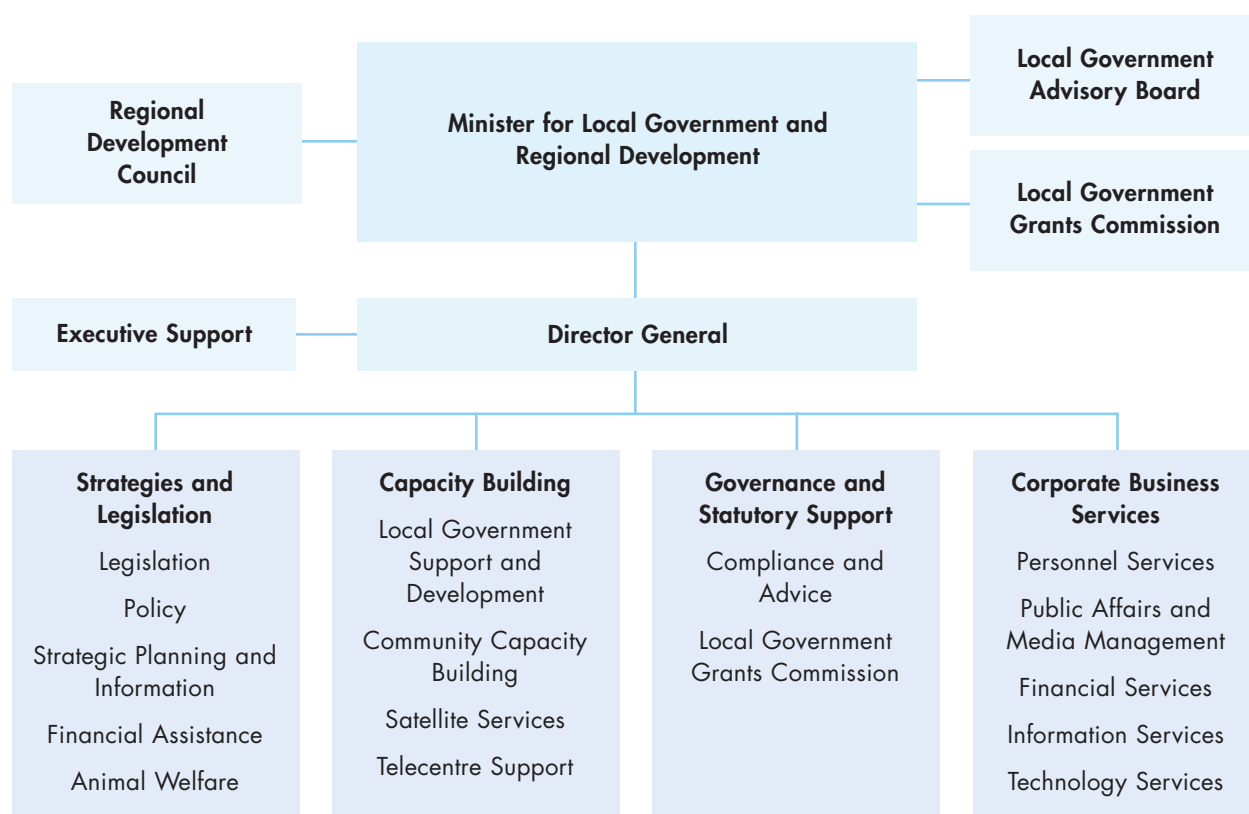 Regional
Development
Council
Minister for Local Government and
Regional Development
Local Government
Advisory Board
Local Government
Grants Commission
Executive Support
Director General
Strategies and
Legislation
Legislation
Policy
Strategic Planning and
Information
Financial Assistance
Animal Welfare
Capacity Building
Local Government
Support and
Development
Community Capacity
Building
Satellite Services
Telecentre Support
Governance and
Statutory Support
Compliance and
Advice
Local Government
Grants Commission
Corporate Business
Services
Personnel Services
Public Affairs and
Media Management
Financial Services
Information Services
Technology Services